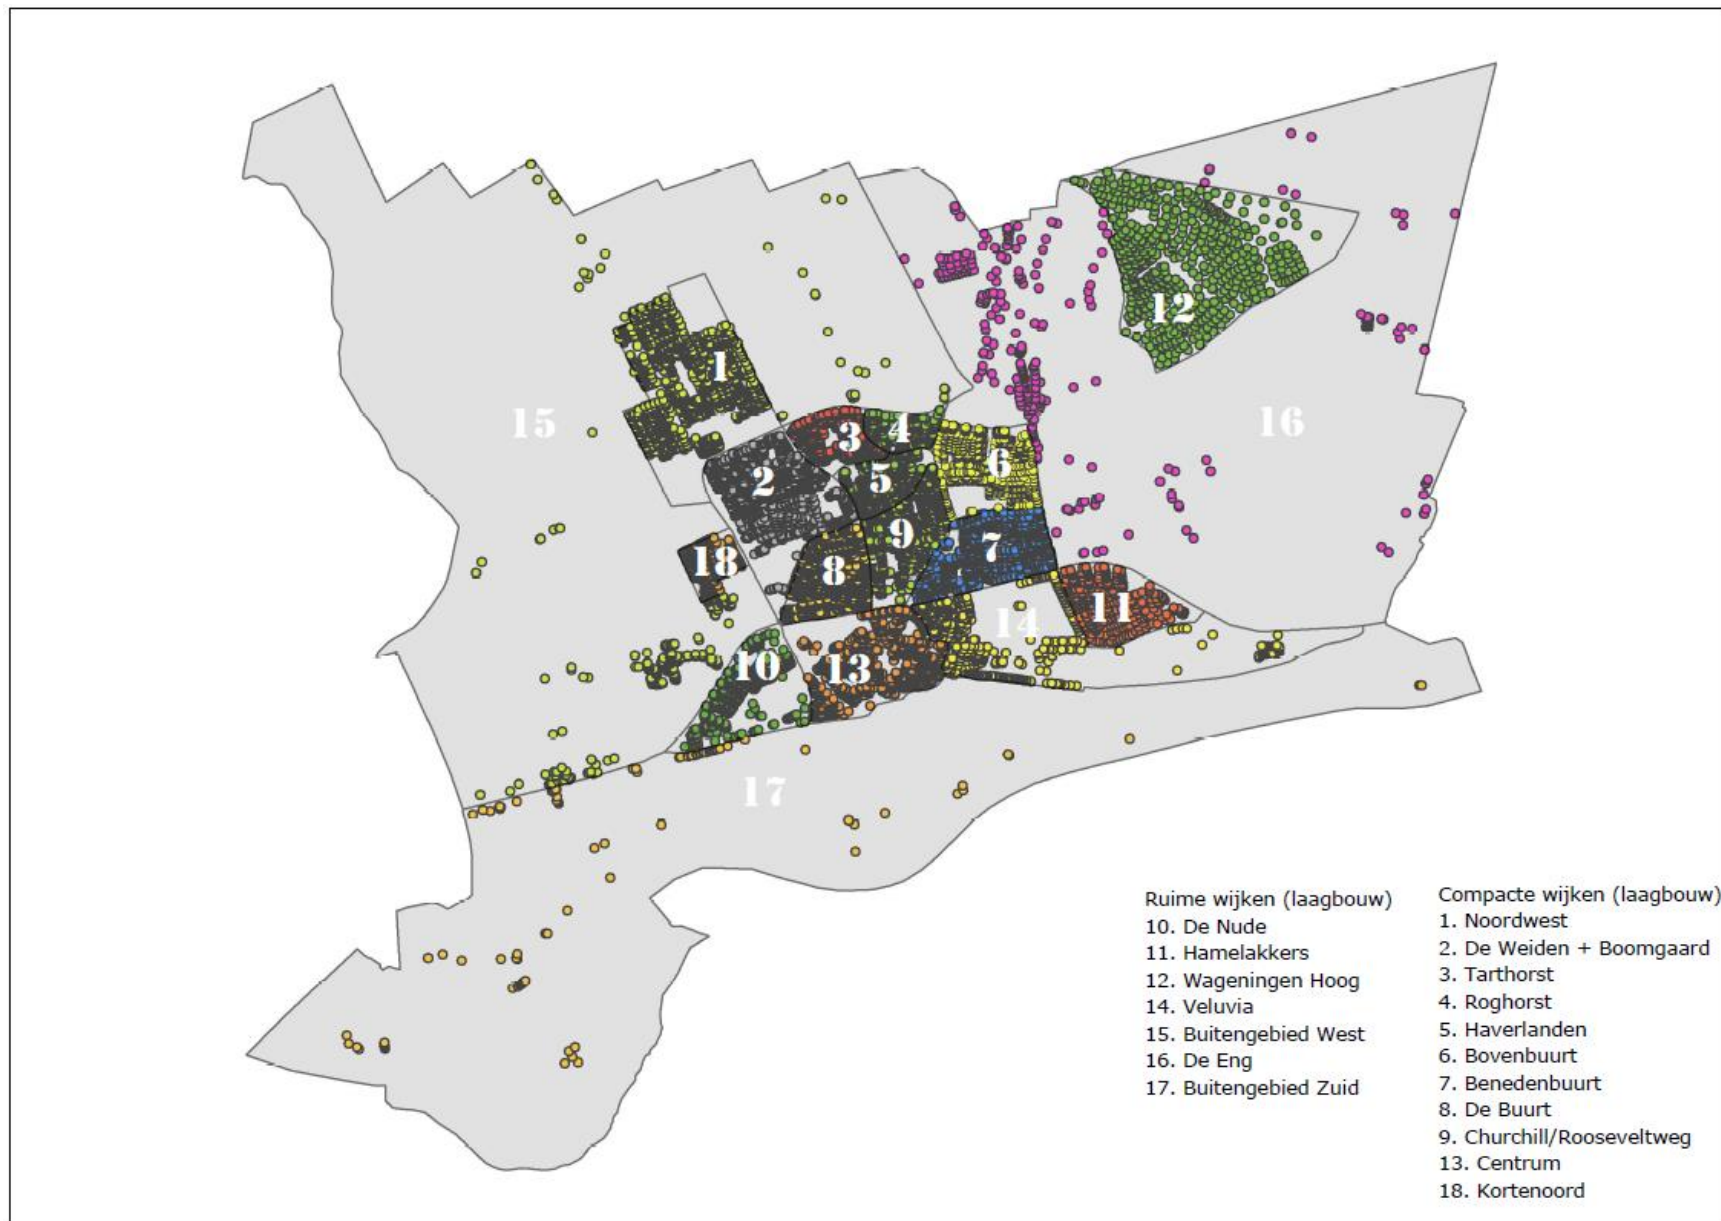 12
1
15
16
3
4
2
5
6
9
7
18
8
11
14
10
13
17
Ruime wijken (laagbouw)
10. De Nude
11. Hamelakkers
12. Wageningen Hoog
14. Veluvia
15. Buitengebied West
16. De Eng
17. Buitengebied Zuid
Compacte wijken (laagbouw)
1. Noordwest
2. De Weiden + Boomgaard
3. Tarthorst
4. Roghorst
5. Haverlanden
6. Bovenbuurt
7. Benedenbuurt
8. De Buurt
9. Churchill/Rooseveltweg
13. Centrum
18. Kortenoord